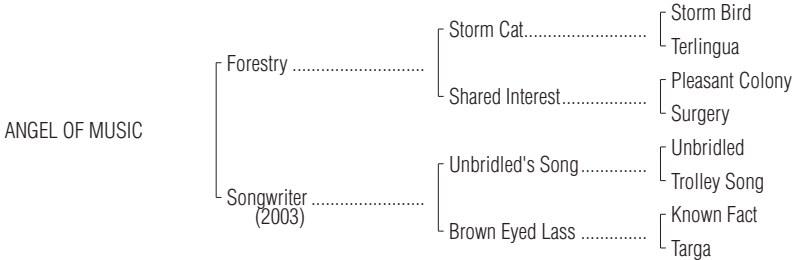 Storm Bird
Storm Cat........................
Terlingua
Forestry ..........................
Pleasant Colony
Shared Interest.................
Surgery
ANGEL OF MUSIC
Unbridled
Unbridled's Song.............
Trolley Song
Songwriter ......................
(2003)
Known Fact
Brown Eyed Lass .............
Targa